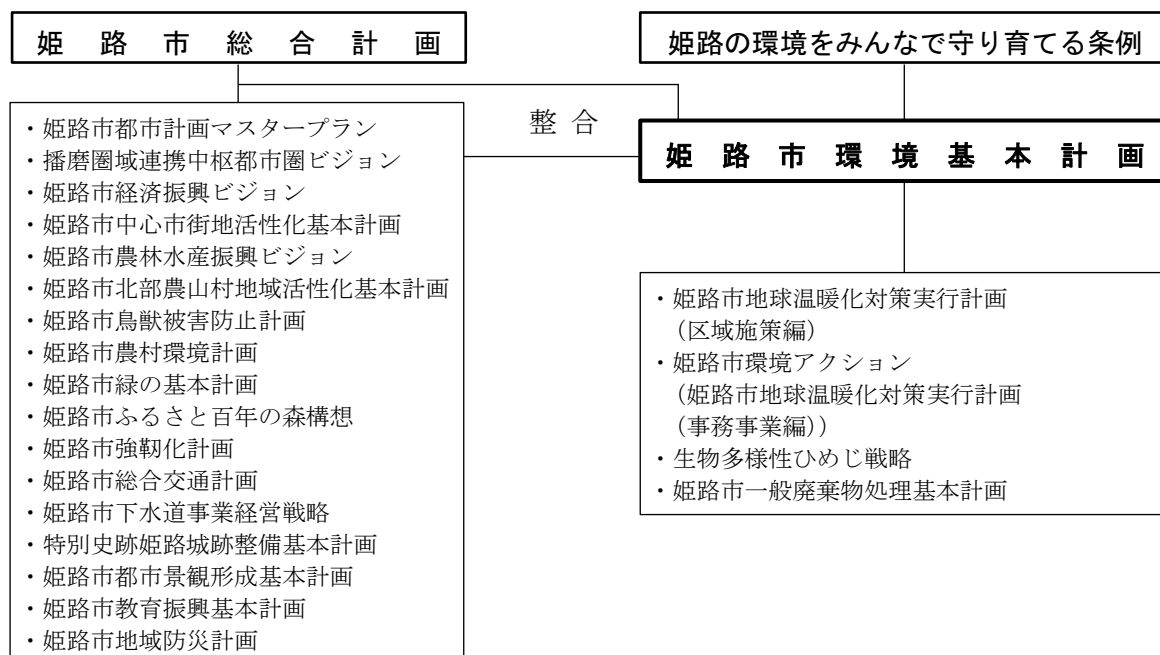 姫路市総合計画
姫路の環境をみんなで守り育てる条例
整合
姫路市環境基本計画
・姫路市都市計画マスタープラン
・播磨圏域連携中枢都市圏ビジョン
・姫路市経済振興ビジョン
・姫路市中心市街地活性化基本計画
・姫路市農林水産振興ビジョン
・姫路市北部農山村地域活性化基本計画
・姫路市鳥獣被害防止計画
・姫路市農村環境計画
・姫路市緑の基本計画
・姫路市ふるさと百年の森構想
・姫路市強靭化計画
・姫路市総合交通計画
・姫路市下水道事業経営戦略
・特別史跡姫路城跡整備基本計画
・姫路市都市景観形成基本計画
・姫路市教育振興基本計画
・姫路市地域防災計画
・姫路市地球温暖化対策実行計画
（区域施策編）
・姫路市環境アクション
（姫路市地球温暖化対策実行計画
（事務事業編））
・生物多様性ひめじ戦略
・姫路市一般廃棄物処理基本計画